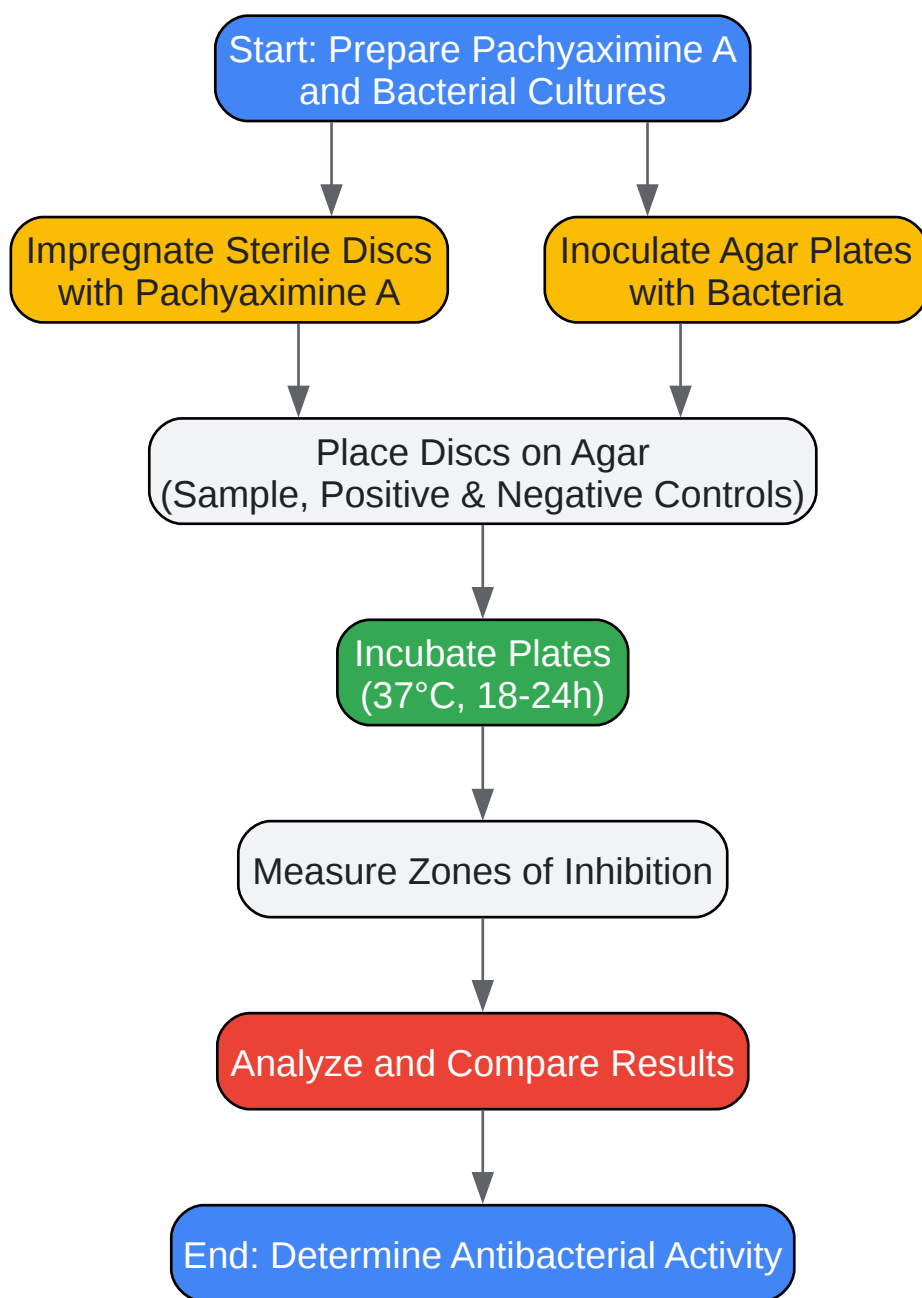 Start: Prepare Pachyaximine A
and Bacterial Cultures
Impregnate Sterile Discs
with Pachyaximine A
Inoculate Agar Plates
with Bacteria
Place Discs on Agar
(Sample, Positive & Negative Controls)
Incubate Plates
(37°C, 18-24h)
Measure Zones of Inhibition
Analyze and Compare Results
End: Determine Antibacterial Activity